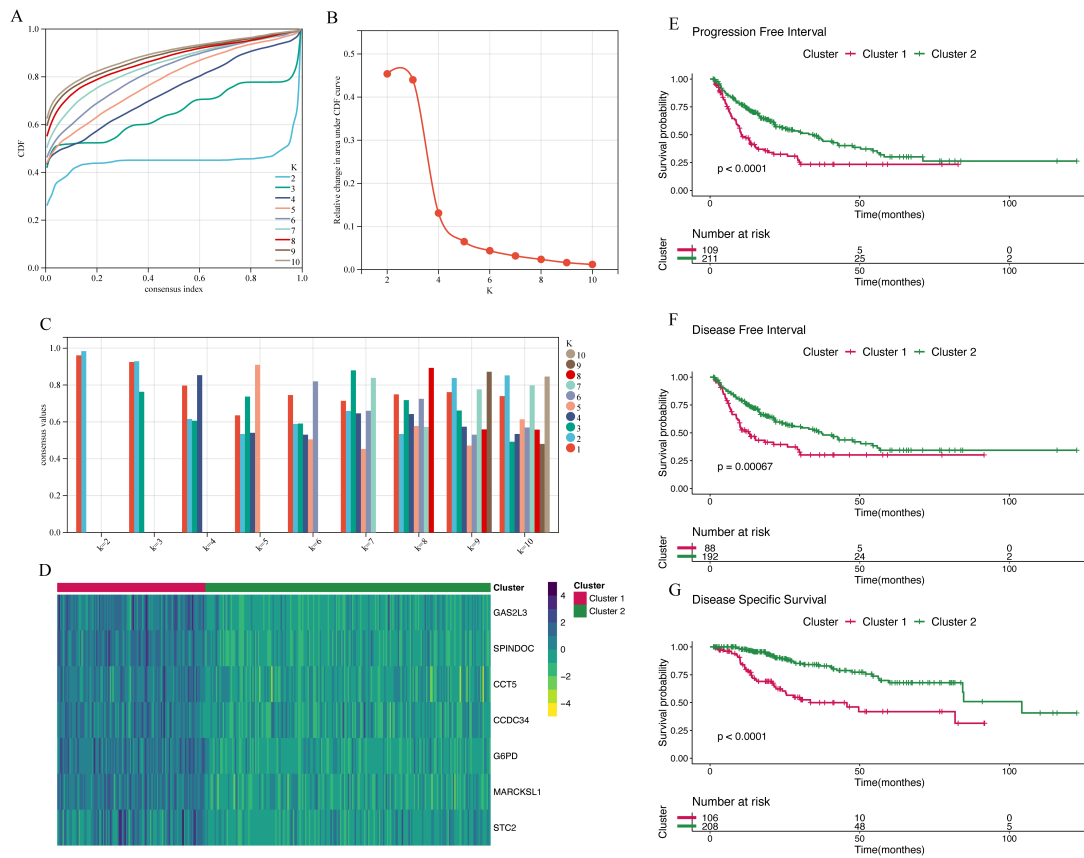 A
1.0
0.8
0.6
0.4
0.2
0.0
CDF
0.0
0.2
0.4
0.6
0.8
1.0
consensus index
K
2
3
4
5
6
7
8
9
10
B
0.5
0.4
0.3
0.2
0.1
0.0
Relative change in area under CDF curve
2
4
6
8
10
K
C
1.0
0.8
0.6
0.4
0.2
0.0
consensus values
k=2
k=3
k=4
k=5
k=6
k=7
k=8
k=9
k=10
K
10
9
8
7
6
5
4
3
2
1
D
Cluster
GAS2L3
SPINDOC
CCT5
CCDC34
G6PD
MARCKSL1
STC2
4
2
0
−2
−4
Cluster
Cluster 1
Cluster 2
E
Progression Free Interval
Cluster Cluster 1 Cluster 2
1.00
0.75
0.50
0.25
0.00
Survival probability
p < 0.0001
0 50 100
Time(monthes)
Number at risk
Cluster
109 5 0
211 25 2
0 50 100
Time(monthes)
F
Disease Free Interval
Cluster Cluster 1 Cluster 2
1.00
0.75
0.50
0.25
0.00
Survival probability
p = 0.00067
0 50 100
Time(monthes)
Number at risk
Cluster
88 5 0
192 24 2
0 50 100
Time(monthes)
G
Disease Specific Survival
Cluster Cluster 1 Cluster 2
1.00
0.75
0.50
0.25
0.00
Survival probability
p < 0.0001
0 50 100
Time(monthes)
Number at risk
Cluster
106 10 0
208 48 5
0 50 100
Time(monthes)